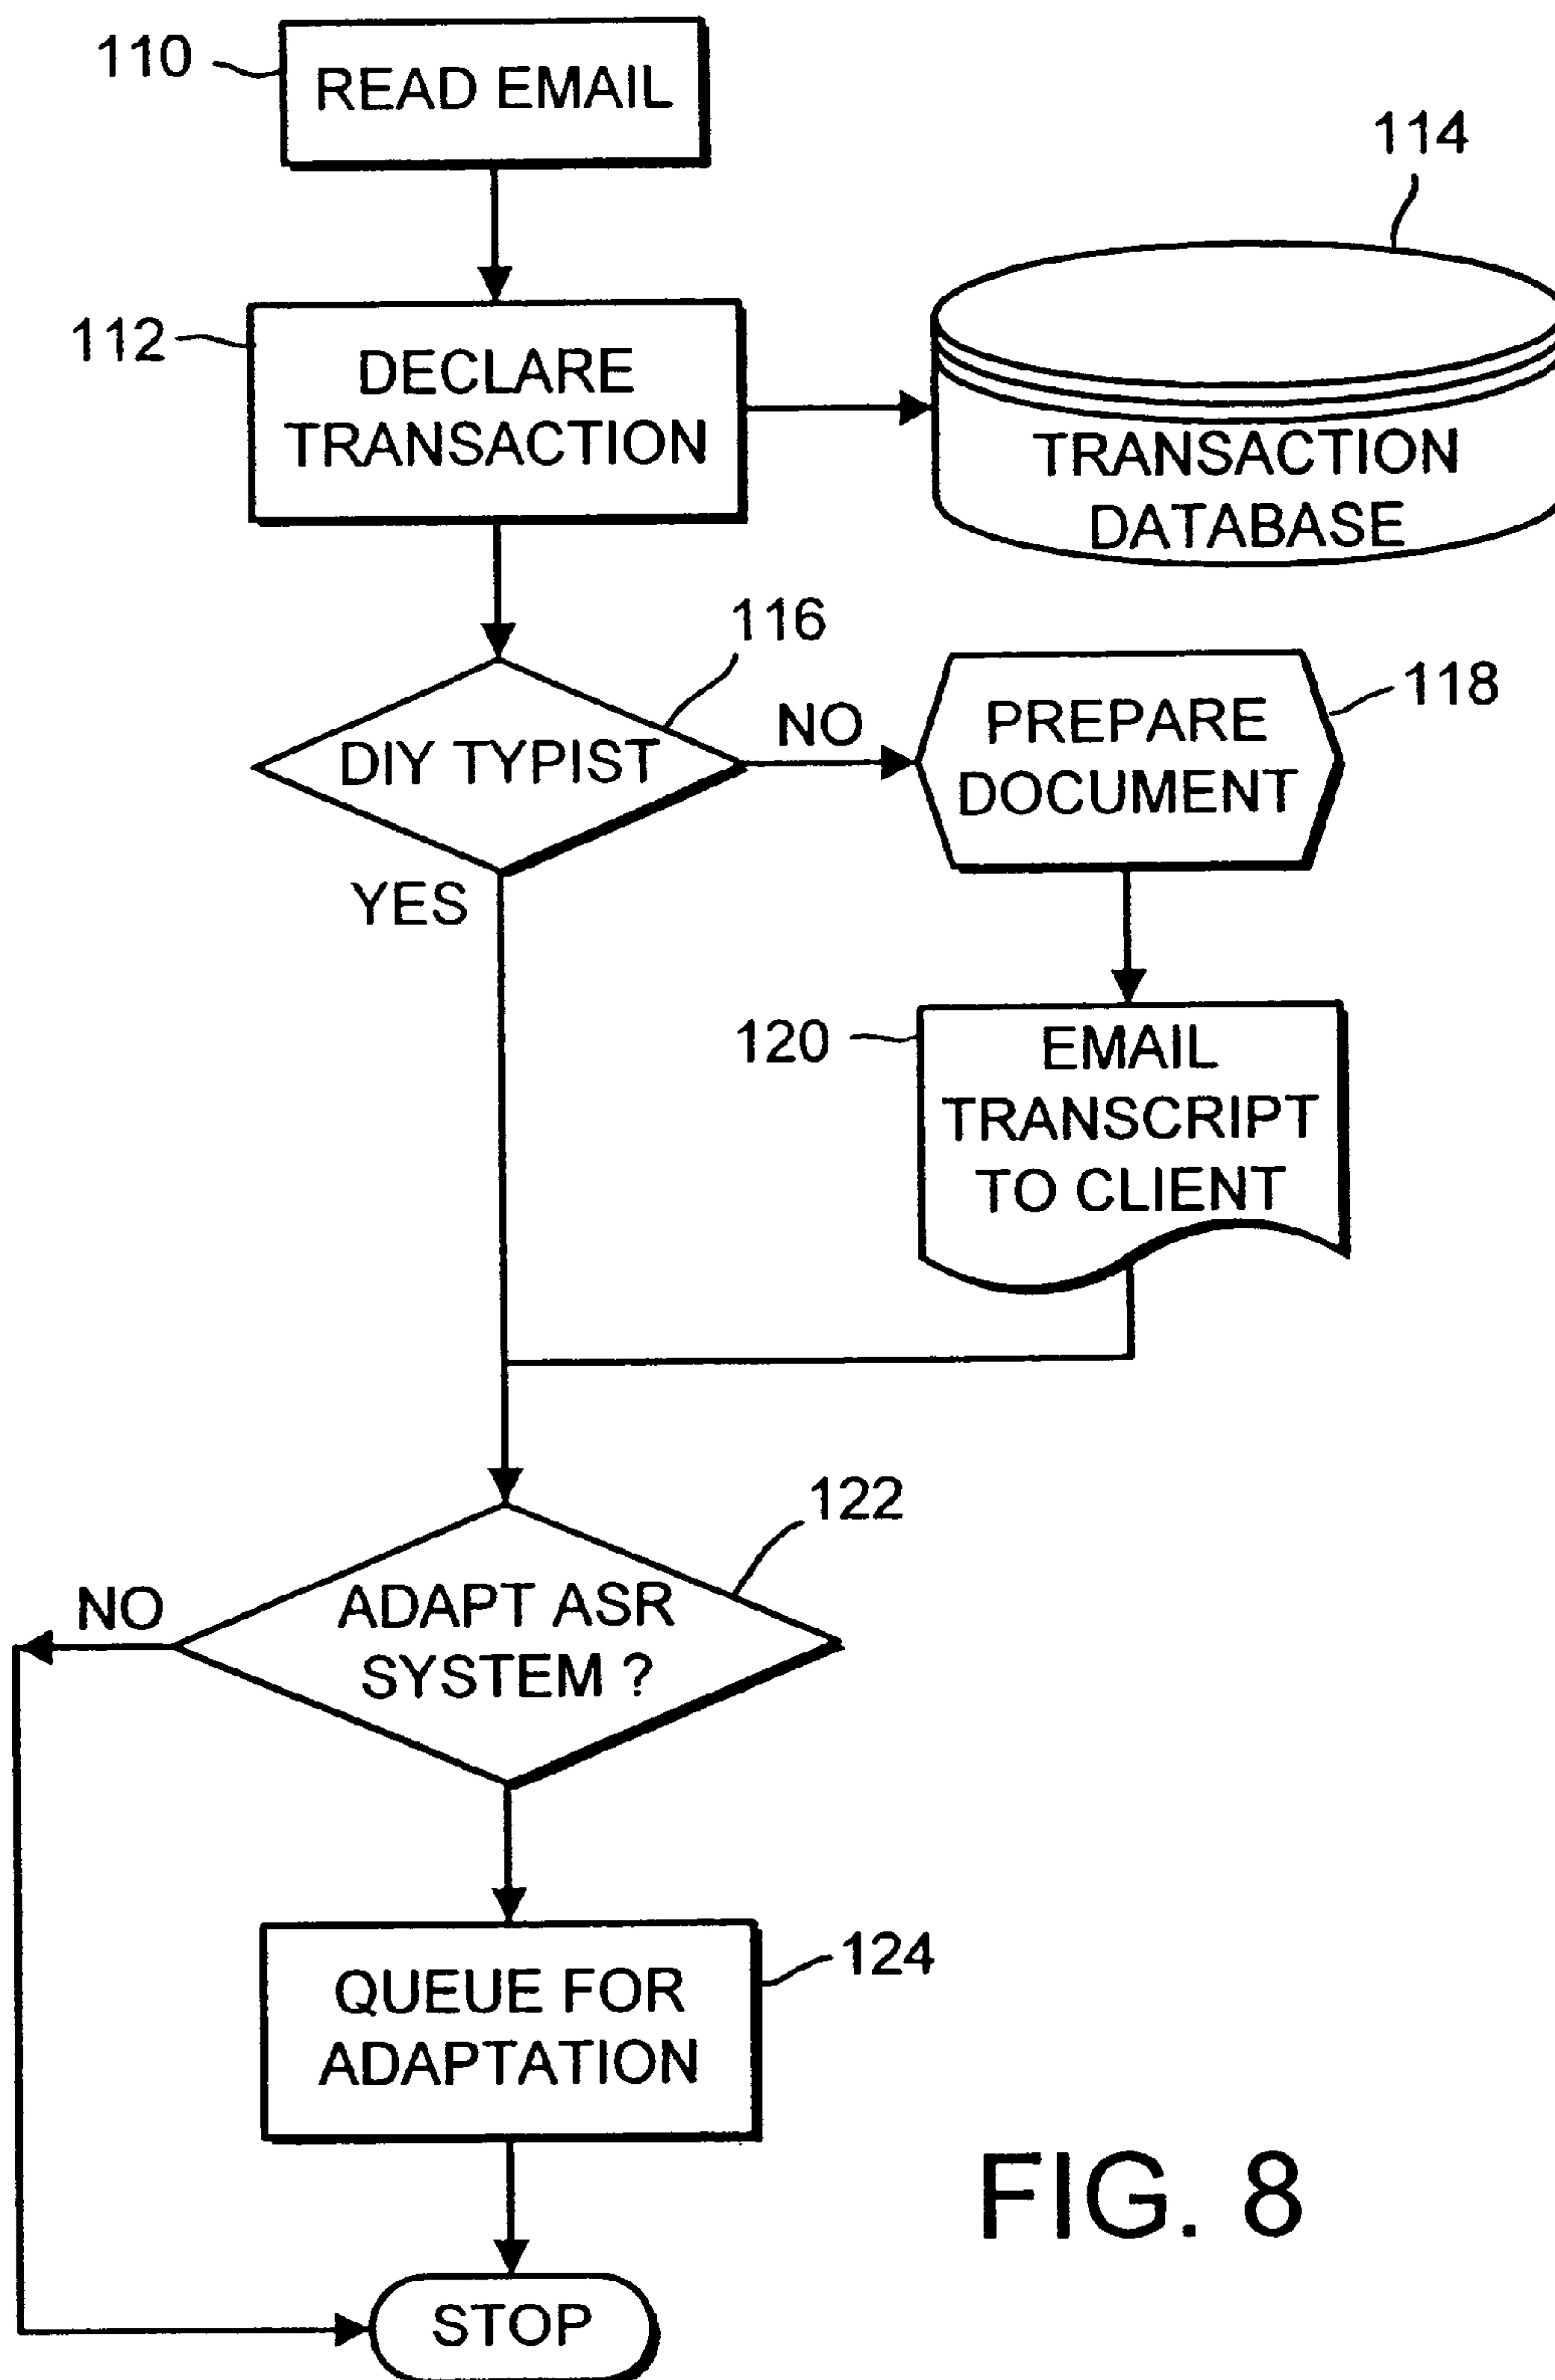 110
READ EMAIL
114
112
DECLARE
TRANSACTION
TRANSACTION
DATABASE
116
118
DIY TYPIST
NO
PREPARE
DOCUMENT
YES
120
EMAIL
TRANSCRIPT
TO CLIENT
122
NO
ADAPT ASR
SYSTEM ?
124
QUEUE FOR
ADAPTATION
FIG. 8
STOP